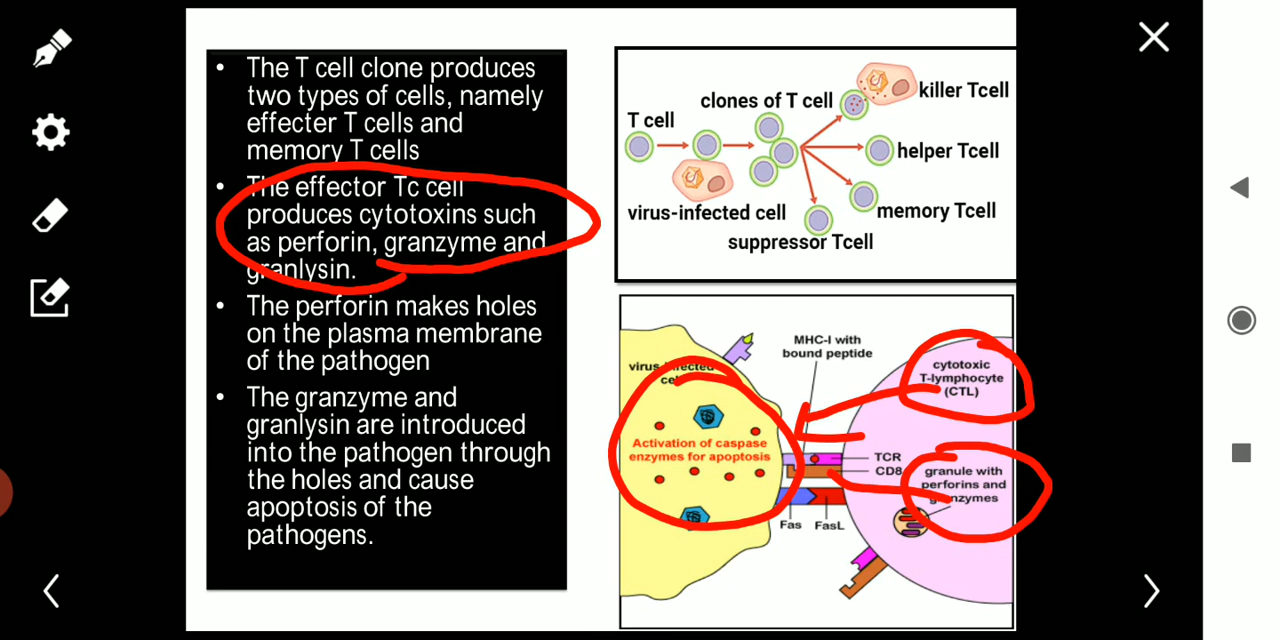 • The T cell clone produces
two types of cells, namely
effecter T cells and
memory T cells
• The effector Tc cell
produces cytotoxins such
as perforin, granzyme and
granlysin.
• The perforin makes holes
on the plasma membrane
of the pathogen
• The granzyme and
granlysin are introduced
into the pathogen through
the holes and cause
apoptosis of the
pathogens.
T cell
clones of T cell
killer Tcell
helper Tcell
memory Tcell
suppressor Tcell
virus-infected cell
virus-infected
cell
MHC-I with
bound peptide
cytotoxic
T-lymphocyte
(CTL)
Activation of caspase
enzymes for apoptosis
TCR
CD8
granule with
perforins and
granzymes
Fas
FasL